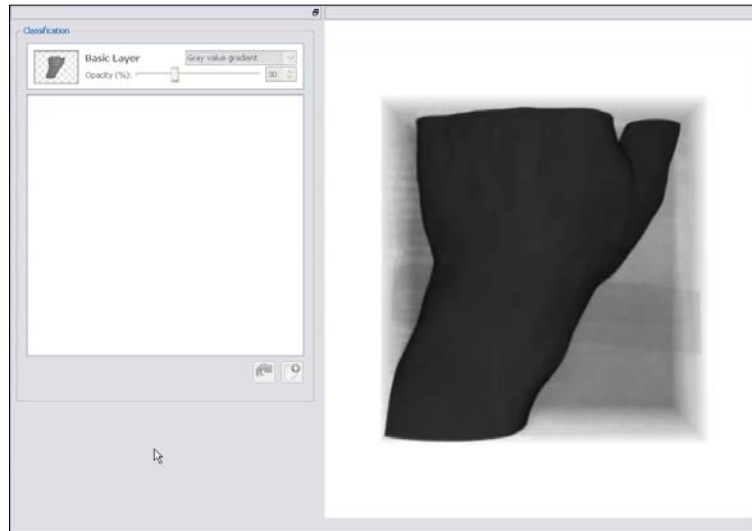 Classification
Basic Layer
Gray value gradient
Opacity (%):
30